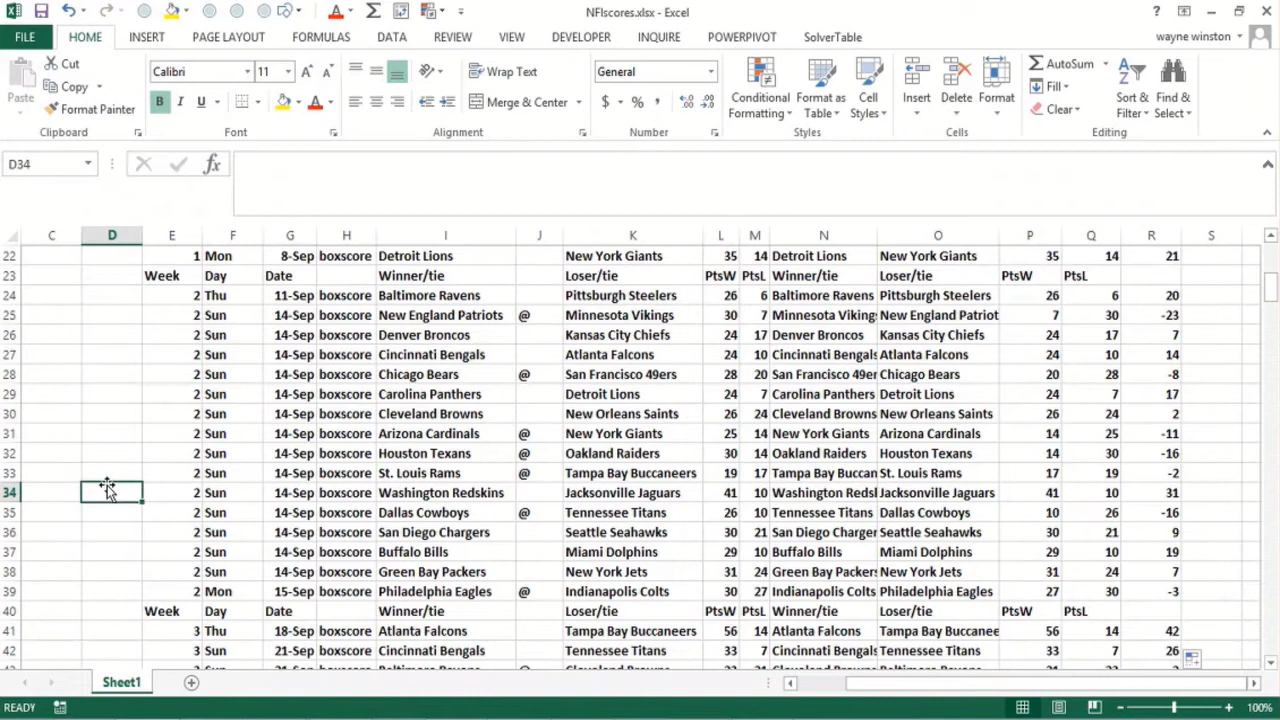 NFlscores.xlsx - Excel
FILE HOME INSERT PAGE LAYOUT FORMULAS DATA REVIEW VIEW DEVELOPER INQUIRE POWERPIVOT SolverTable wayne winston
Paste Cut Copy Format Painter
Calibri 11
B I U
Wrap Text
Merge & Center
General
$ % ,
Conditional Formatting
Format as Table
Cell Styles
Insert Delete Format
AutoSum
Fill
Clear
Sort & Filter
Find & Select
Clipboard Font Alignment Number Styles Cells Editing
D34 fx
C D E F G H I J K L M N O P Q R S
22 1 Mon 8-Sep boxscore Detroit Lions New York Giants 35 14 Detroit Lions New York Giants 35 14 21
23 Week Day Date Winner/tie Loser/tie PtsW PtsL Winner/tie Loser/tie PtsW PtsL
24 2 Thu 11-Sep boxscore Baltimore Ravens Pittsburgh Steelers 26 6 Baltimore Ravens Pittsburgh Steelers 26 6 20
25 2 Sun 14-Sep boxscore New England Patriots @ Minnesota Vikings 30 7 Minnesota Vikings New England Patriot 7 30 -23
26 2 Sun 14-Sep boxscore Denver Broncos Kansas City Chiefs 24 17 Denver Broncos Kansas City Chiefs 24 17 7
27 2 Sun 14-Sep boxscore Cincinnati Bengals Atlanta Falcons 24 10 Cincinnati Bengals Atlanta Falcons 24 10 14
28 2 Sun 14-Sep boxscore Chicago Bears @ San Francisco 49ers 28 20 San Francisco 49er Chicago Bears 20 28 -8
29 2 Sun 14-Sep boxscore Carolina Panthers Detroit Lions 24 7 Carolina Panthers Detroit Lions 24 7 17
30 2 Sun 14-Sep boxscore Cleveland Browns New Orleans Saints 26 24 Cleveland Browns New Orleans Saints 26 24 2
31 2 Sun 14-Sep boxscore Arizona Cardinals @ New York Giants 25 14 New York Giants Arizona Cardinals 14 25 -11
32 2 Sun 14-Sep boxscore Houston Texans @ Oakland Raiders 30 14 Oakland Raiders Houston Texans 14 30 -16
33 2 Sun 14-Sep boxscore St. Louis Rams @ Tampa Bay Buccaneers 19 17 Tampa Bay Buccan St. Louis Rams 17 19 -2
34 2 Sun 14-Sep boxscore Washington Redskins Jacksonville Jaguars 41 10 Washington Redsl Jacksonville Jaguars 41 10 31
35 2 Sun 14-Sep boxscore Dallas Cowboys @ Tennessee Titans 26 10 Tennessee Titans Dallas Cowboys 10 26 -16
36 2 Sun 14-Sep boxscore San Diego Chargers Seattle Seahawks 30 21 San Diego Charger Seattle Seahawks 30 21 9
37 2 Sun 14-Sep boxscore Buffalo Bills Miami Dolphins 29 10 Buffalo Bills Miami Dolphins 29 10 19
38 2 Sun 14-Sep boxscore Green Bay Packers New York Jets 31 24 Green Bay Packers New York Jets 31 24 7
39 2 Mon 15-Sep boxscore Philadelphia Eagles @ Indianapolis Colts 30 27 Indianapolis Colts Philadelphia Eagles 27 30 -3
40 Week Day Date Winner/tie Loser/tie PtsW PtsL Winner/tie Loser/tie PtsW PtsL
41 3 Thu 18-Sep boxscore Atlanta Falcons Tampa Bay Buccaneers 56 14 Atlanta Falcons Tampa Bay Buccanee 56 14 42
42 3 Sun 21-Sep boxscore Cincinnati Bengals Tennessee Titans 33 7 Cincinnati Bengals Tennessee Titans 33 7 26
Sheet1
READY 100%